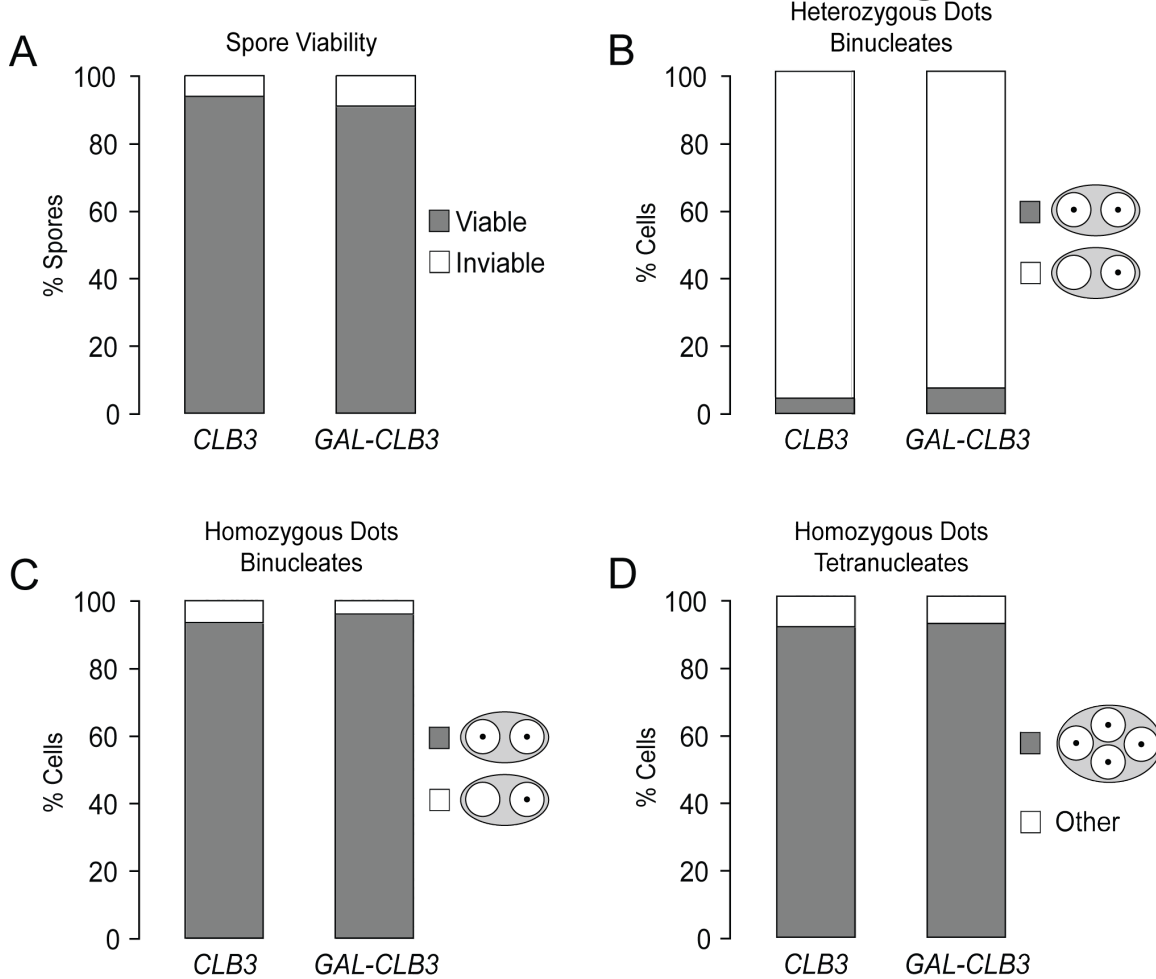 A
Spore Viability
100
80
60
40
20
0
% Spores
CLB3
GAL-CLB3
Viable
Inviable
B
Heterozygous Dots
Binucleates
100
80
60
40
20
0
% Cells
CLB3
GAL-CLB3
C
Homozygous Dots
Binucleates
100
80
60
40
20
0
% Cells
CLB3
GAL-CLB3
D
Homozygous Dots
Tetranucleates
100
80
60
40
20
0
% Cells
CLB3
GAL-CLB3
Other